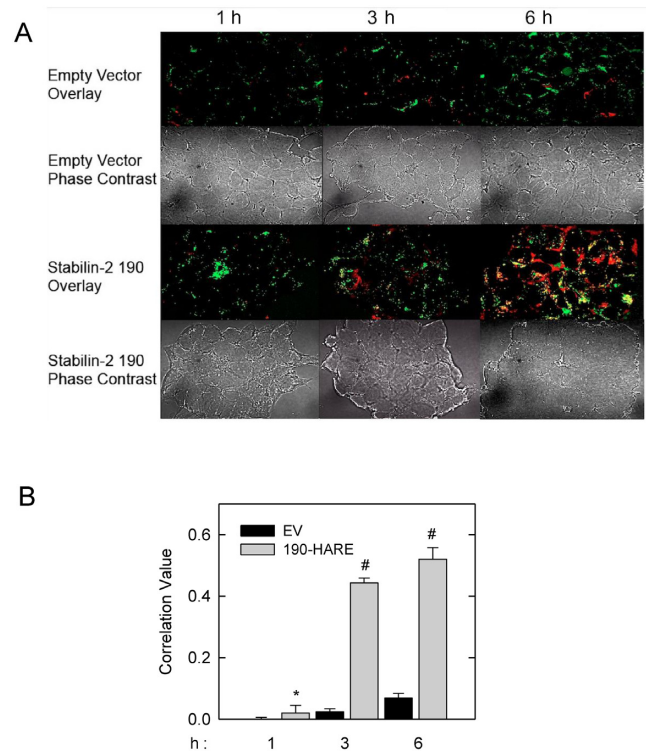 1 h 3 h 6 h
A
Empty Vector
Overlay
Empty Vector
Phase Contrast
Stabilin-2 190
Overlay
Stabilin-2 190
Phase Contrast
B
Correlation Value
0.6
0.4
0.2
0.0
EV
190-HARE
* # #
h : 1 3 6